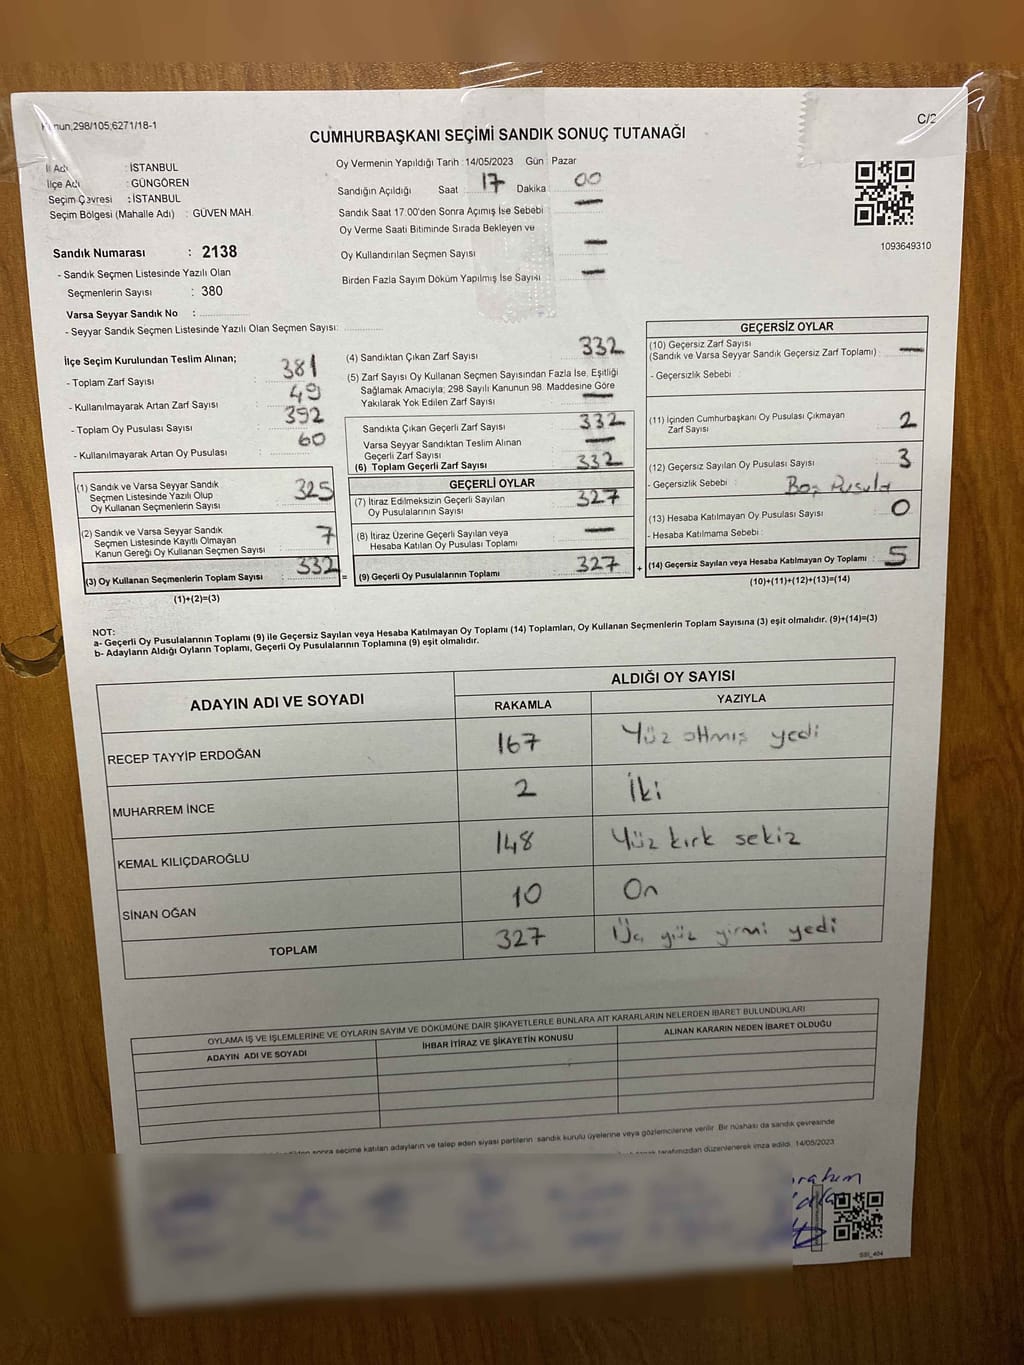 Kanun,298/105,6271/18-1
C/2
CUMHURBAŞKANI SEÇİMİ SANDIK SONUÇ TUTANAĞI
İl Adı : İSTANBUL
İlçe Adı : GÜNGÖREN
Seçim Çevresi : İSTANBUL
Seçim Bölgesi (Mahalle Adı) : GÜVEN MAH.
Oy Vermenin Yapıldığı Tarih : 14/05/2023 Gün : Pazar
Sandığın Açıldığı Saat 17 Dakika 00
Sandık Saat 17.00'den Sonra Açımış İse Sebebi —
Oy Verme Saati Bitiminde Sırada Bekleyen ve
Oy Kullandırılan Seçmen Sayısı —
Birden Fazla Sayım Döküm Yapılmış İse Sayısı —
1093649310
Sandık Numarası : 2138
- Sandık Seçmen Listesinde Yazılı Olan
Seçmenlerin Sayısı : 380
Varsa Seyyar Sandık No :
- Seyyar Sandık Seçmen Listesinde Yazılı Olan Seçmen Sayısı:
İlçe Seçim Kurulundan Teslim Alınan;
- Toplam Zarf Sayısı : 381
- Kullanılmayarak Artan Zarf Sayısı : 49
- Toplam Oy Pusulası Sayısı : 392
- Kullanılmayarak Artan Oy Pusulası : 60
(1) Sandık ve Varsa Seyyar Sandık
Seçmen Listesinde Yazılı Olup
Oy Kullanan Seçmenlerin Sayısı : 325
(2) Sandık ve Varsa Seyyar Sandık
Seçmen Listesinde Kayıtlı Olmayan
Kanun Gereği Oy Kullanan Seçmen Sayısı : 7
(3) Oy Kullanan Seçmenlerin Toplam Sayısı : 332
(1)+(2)=(3)
=
(4) Sandıktan Çıkan Zarf Sayısı : 332
(5) Zarf Sayısı Oy Kullanan Seçmen Sayısından Fazla İse, Eşitliği
Sağlamak Amacıyla; 298 Sayılı Kanunun 98. Maddesine Göre
Yakılarak Yok Edilen Zarf Sayısı : —
Sandıkta Çıkan Geçerli Zarf Sayısı : 332
Varsa Seyyar Sandıktan Teslim Alınan
Geçerli Zarf Sayısı : —
(6) Toplam Geçerli Zarf Sayısı : 332
GEÇERLİ OYLAR
(7) İtiraz Edilmeksizin Geçerli Sayılan
Oy Pusulalarının Sayısı : 327
(8) İtiraz Üzerine Geçerli Sayılan veya
Hesaba Katılan Oy Pusulası Toplamı : —
(9) Geçerli Oy Pusulalarının Toplamı : 327
+
GEÇERSİZ OYLAR
(10) Geçersiz Zarf Sayısı
(Sandık ve Varsa Seyyar Sandık Geçersiz Zarf Toplamı) : —
- Geçersizlik Sebebi :
(11) İçinden Cumhurbaşkanı Oy Pusulası Çıkmayan
Zarf Sayısı : 2
(12) Geçersiz Sayılan Oy Pusulası Sayısı : 3
- Geçersizlik Sebebi : Boş Pusula
(13) Hesaba Katılmayan Oy Pusulası Sayısı : 0
- Hesaba Katılmama Sebebi :
(14) Geçersiz Sayılan veya Hesaba Katılmayan Oy Toplamı : 5
(10)+(11)+(12)+(13)=(14)
NOT:
a- Geçerli Oy Pusulalarının Toplamı (9) ile Geçersiz Sayılan veya Hesaba Katılmayan Oy Toplamı (14) Toplamları, Oy Kullanan Seçmenlerin Toplam Sayısına (3) eşit olmalıdır. (9)+(14)=(3)
b- Adayların Aldığı Oyların Toplamı, Geçerli Oy Pusulalarının Toplamına (9) eşit olmalıdır.
ADAYIN ADI VE SOYADI
ALDIĞI OY SAYISI
RAKAMLA YAZIYLA
RECEP TAYYİP ERDOĞAN 167 Yüz altmış yedi
MUHARREM İNCE 2 İki
KEMAL KILIÇDAROĞLU 148 Yüz kırk sekiz
SİNAN OĞAN 10 On
TOPLAM 327 Üç yüz yirmi yedi
OYLAMA İŞ VE İŞLEMLERİNE VE OYLARIN SAYIM VE DÖKÜMÜNE DAİR ŞİKAYETLERLE BUNLARA AİT KARARLARIN NELERDEN İBARET BULUNDUKLARI
ADAYIN ADI VE SOYADI İHBAR İTİRAZ VE ŞİKAYETİN KONUSU ALINAN KARARIN NEDEN İBARET OLDUĞU
sonra seçime katılan adayların ve talep eden siyasi partilerin sandık kurulu üyelerine veya gözlemcilerine verilir. Bir nüshası da sandık çevresinde
tarafımızdan düzenlenerek imza edildi. 14/05/2023
SSI_404